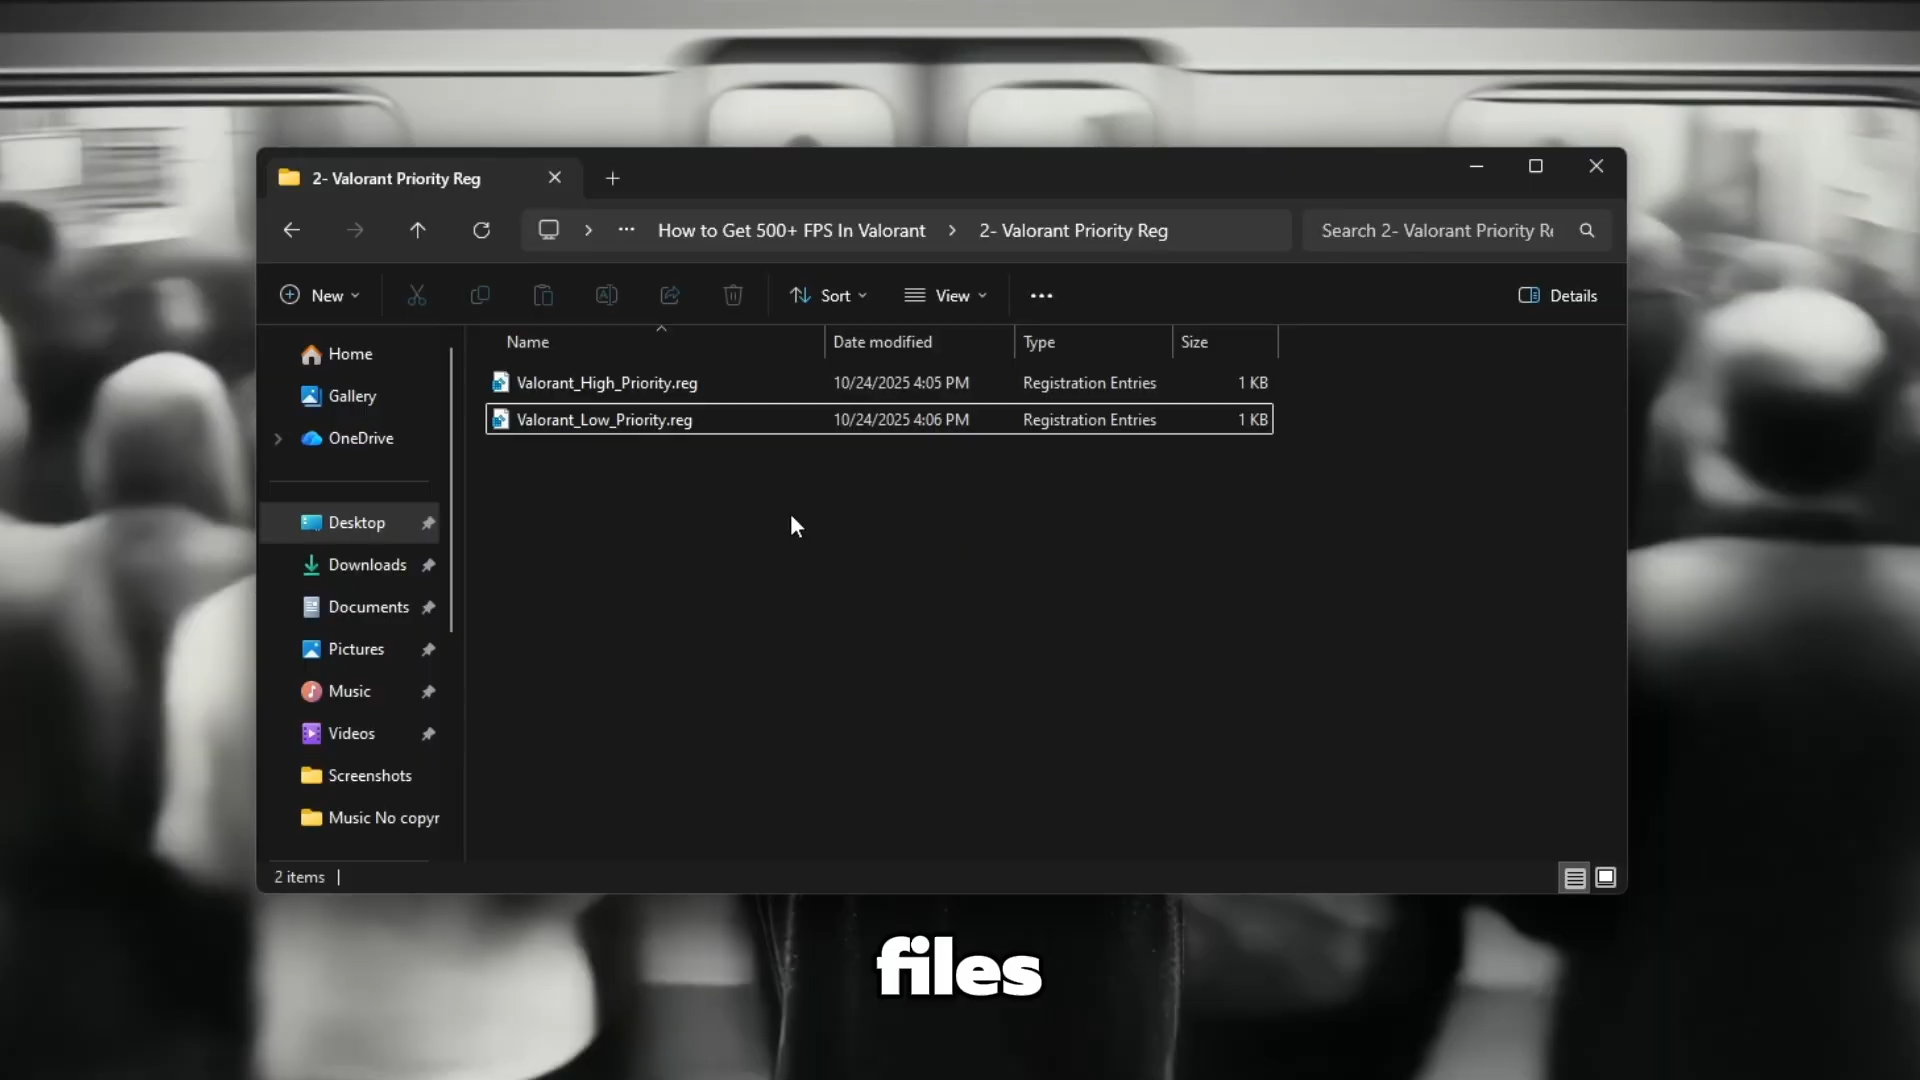 2- Valorant Priority Reg
How to Get 500+ FPS In Valorant
2- Valorant Priority Reg
Search 2- Valorant Priority Re
New
Sort
View
Details
Name Date modified Type Size
Valorant_High_Priority.reg 10/24/2025 4:05 PM Registration Entries 1 KB
Valorant_Low_Priority.reg 10/24/2025 4:06 PM Registration Entries 1 KB
Home
Gallery
OneDrive
Desktop
Downloads
Documents
Pictures
Music
Videos
Screenshots
Music No copyr
2 items
files